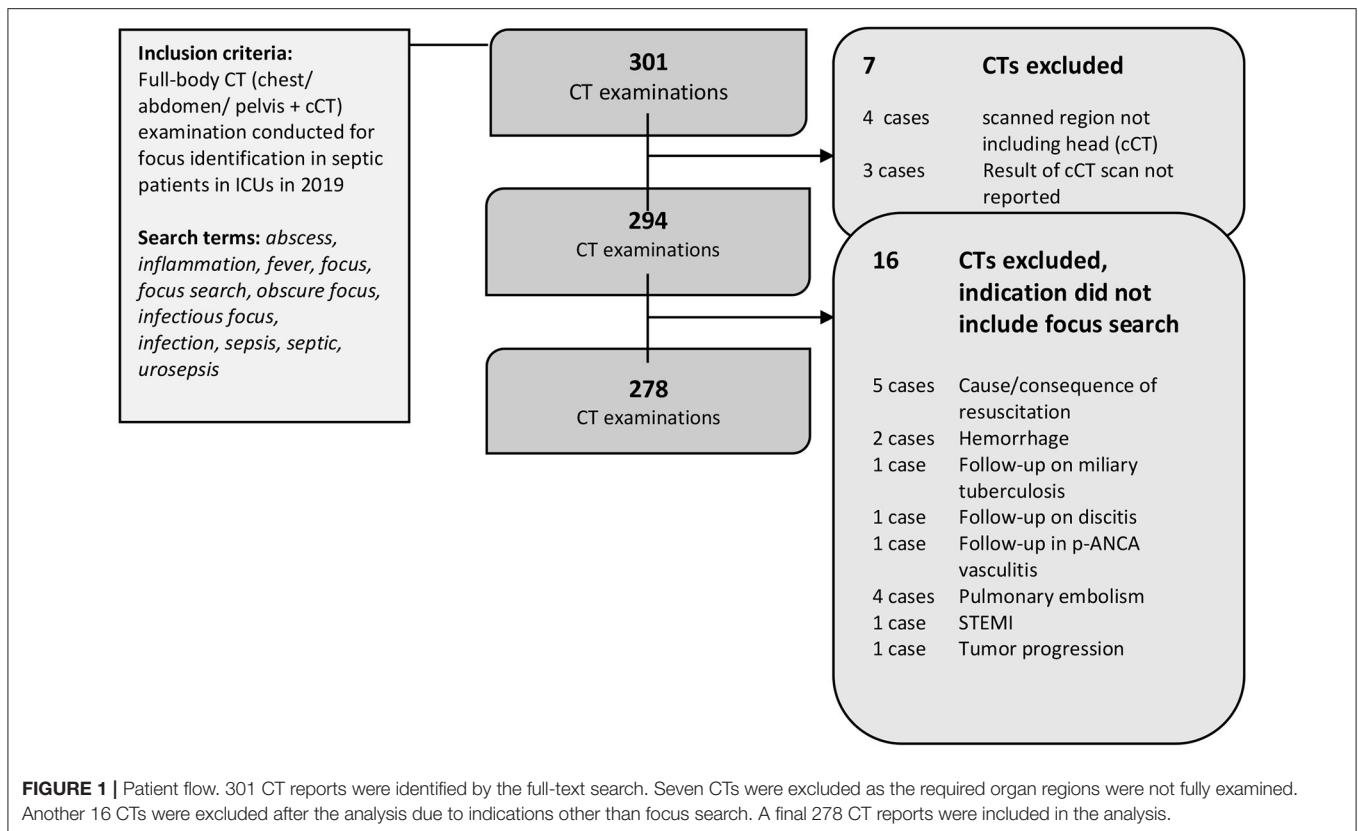 Inclusion criteria:
Full-body CT (chest/
abdomen/ pelvis + cCT)
examination conducted for
focus identification in septic
patients in ICUs in 2019
Search terms: abscess,
inflammation, fever, focus,
focus search, obscure focus,
infectious focus,
infection, sepsis, septic,
urosepsis
301
CT examinations
7 CTs excluded
4 cases scanned region not
including head (cCT)
3 cases Result of cCT scan not
reported
294
CT examinations
16 CTs excluded,
indication did not
include focus search
5 cases Cause/consequence of
resuscitation
2 cases Hemorrhage
1 case Follow-up on miliary
tuberculosis
1 case Follow-up on discitis
1 case Follow-up in p-ANCA
vasculitis
4 cases Pulmonary embolism
1 case STEMI
1 case Tumor progression
278
CT examinations
FIGURE 1 | Patient flow. 301 CT reports were identified by the full-text search. Seven CTs were excluded as the required organ regions were not fully examined.
Another 16 CTs were excluded after the analysis due to indications other than focus search. A final 278 CT reports were included in the analysis.